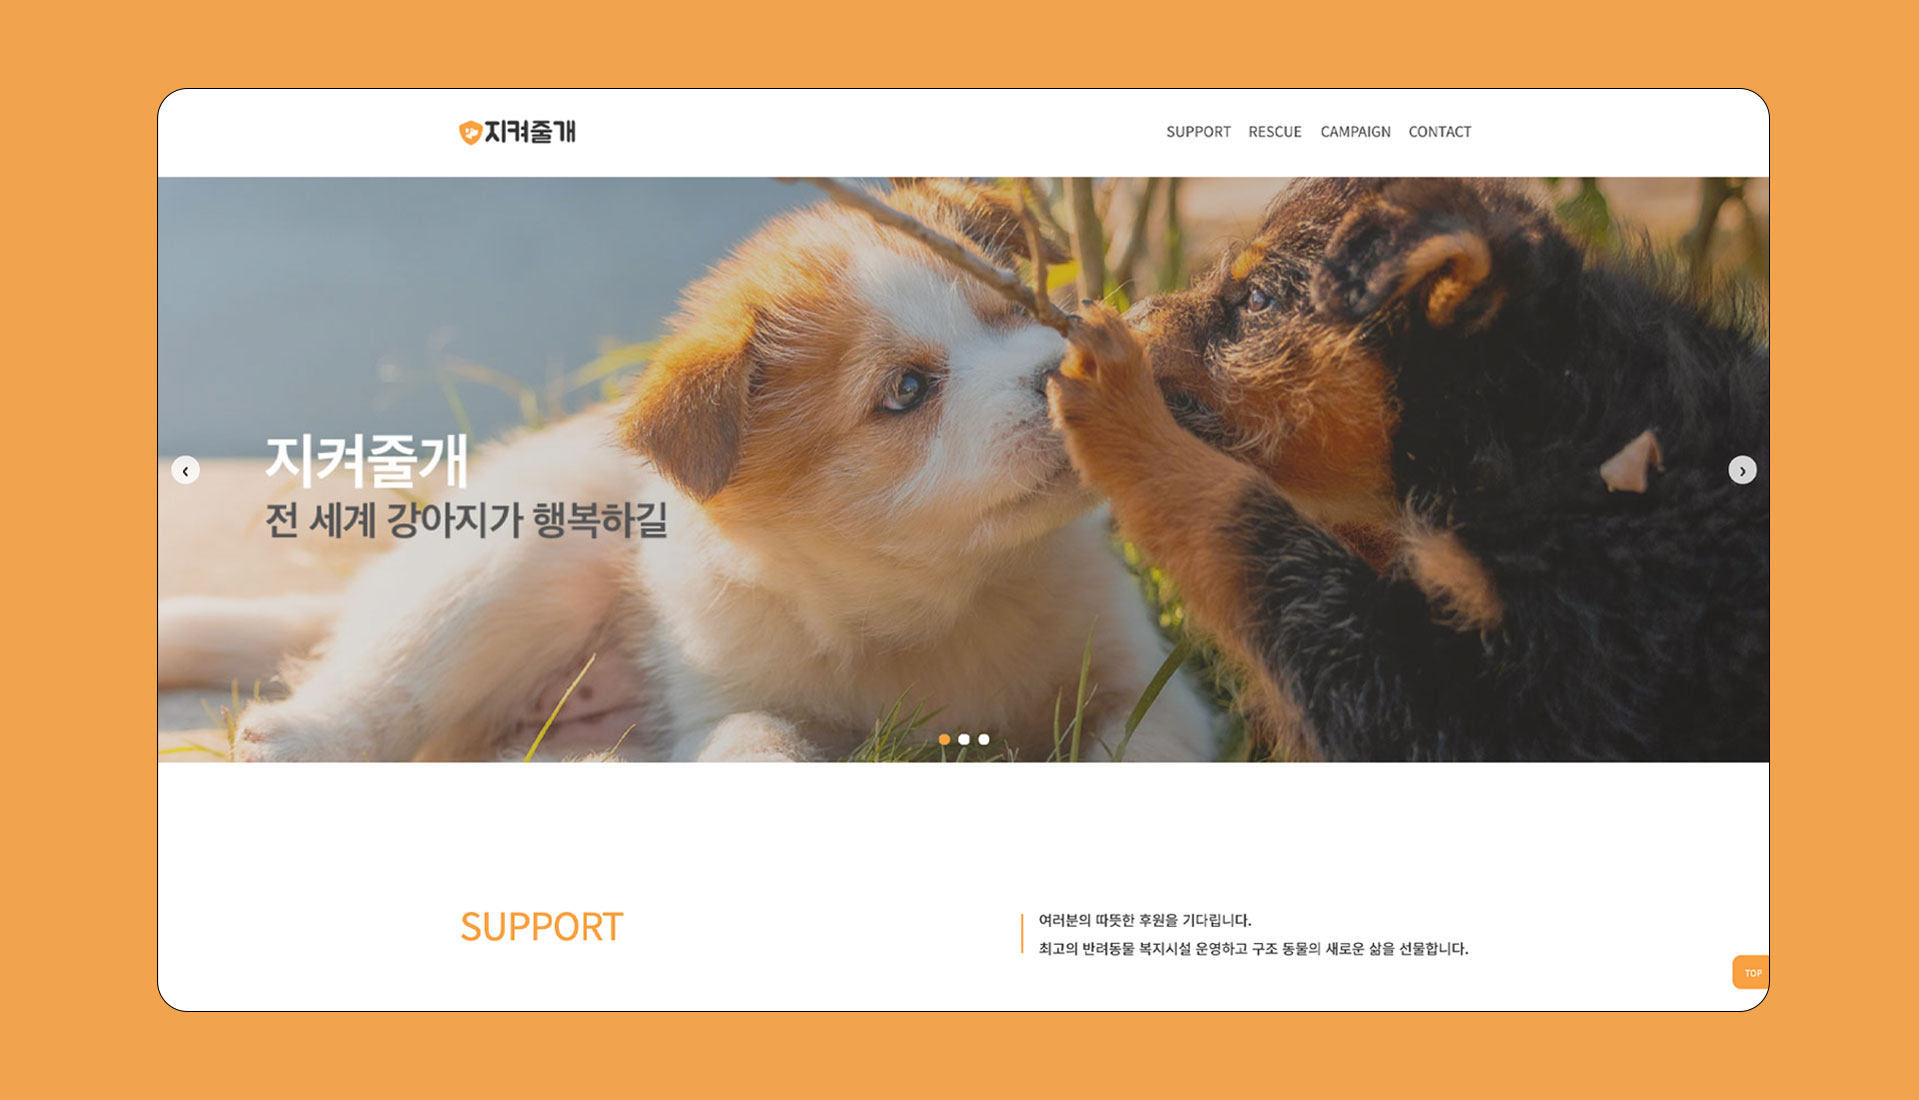 지켜줄개
SUPPORT RESCUE CAMPAIGN CONTACT
지켜줄개
전 세계 강아지가 행복하길
SUPPORT
여러분의 따뜻한 후원을 기다립니다.
최고의 반려동물 복지시설 운영하고 구조 동물의 새로운 삶을 선물합니다.
TOP